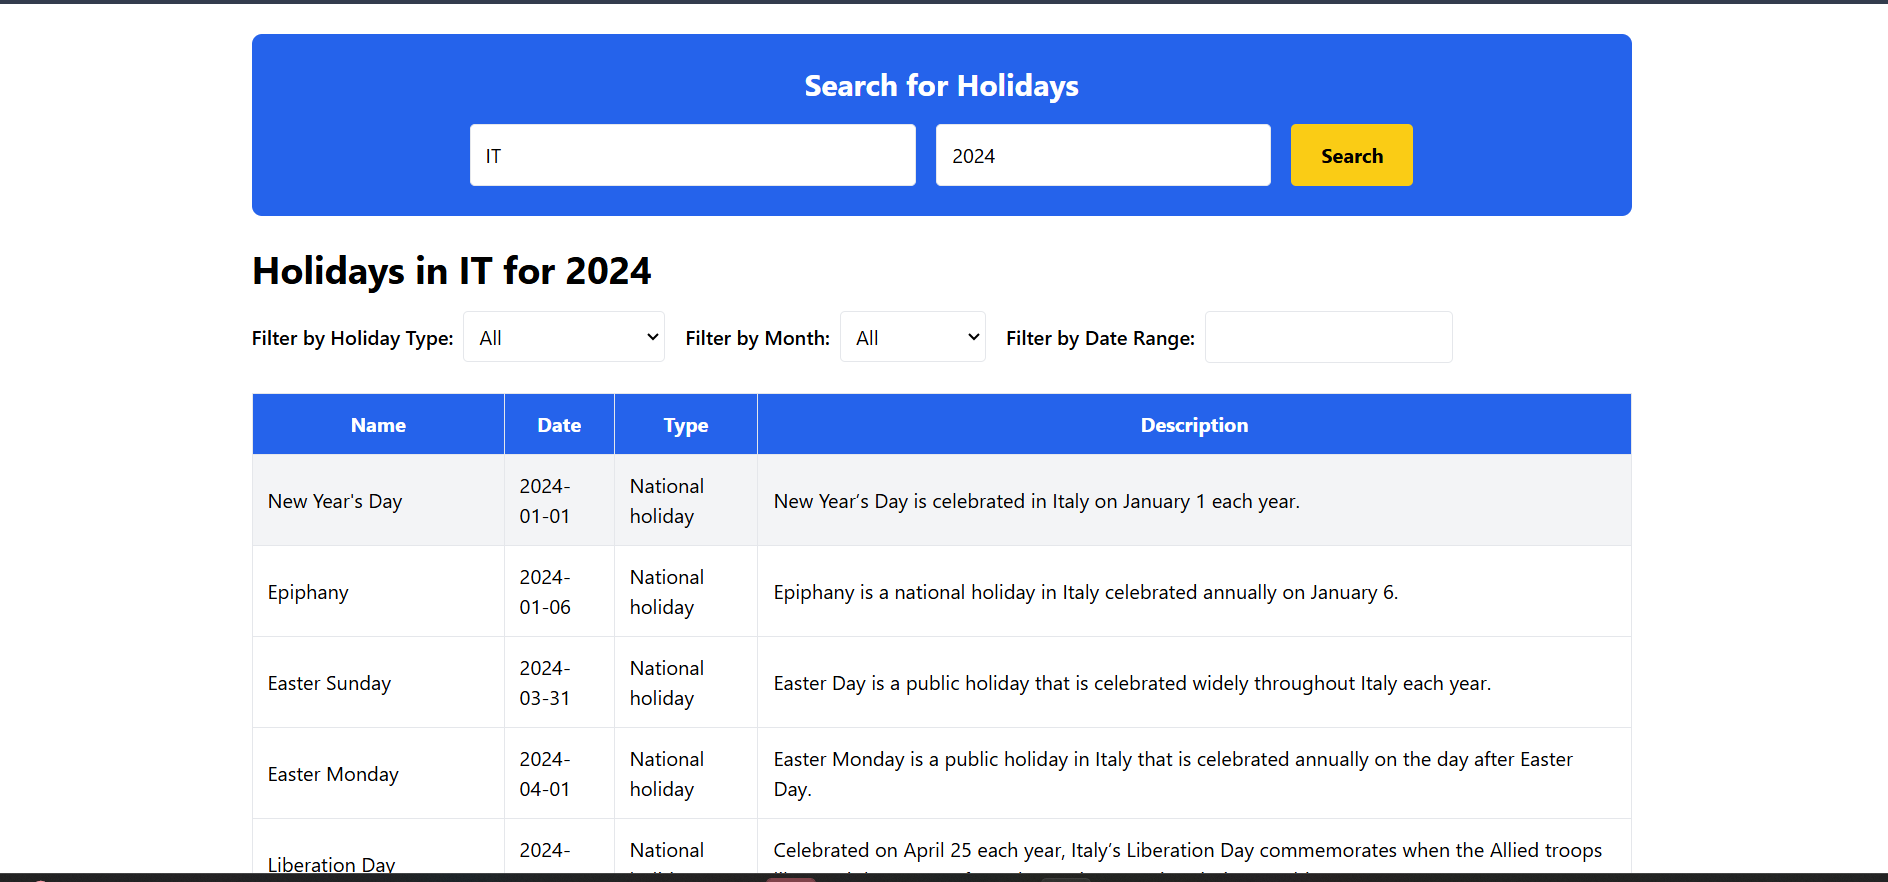 Search for Holidays
IT
2024
Search
Holidays in IT for 2024
Filter by Holiday Type:
All
Filter by Month:
All
Filter by Date Range:
Name
Date
Type
Description
New Year's Day
2024-
01-01
National
holiday
New Year’s Day is celebrated in Italy on January 1 each year.
Epiphany
2024-
01-06
National
holiday
Epiphany is a national holiday in Italy celebrated annually on January 6.
Easter Sunday
2024-
03-31
National
holiday
Easter Day is a public holiday that is celebrated widely throughout Italy each year.
Easter Monday
2024-
04-01
National
holiday
Easter Monday is a public holiday in Italy that is celebrated annually on the day after Easter
Day.
Liberation Day
2024-
National
Celebrated on April 25 each year, Italy’s Liberation Day commemorates when the Allied troops